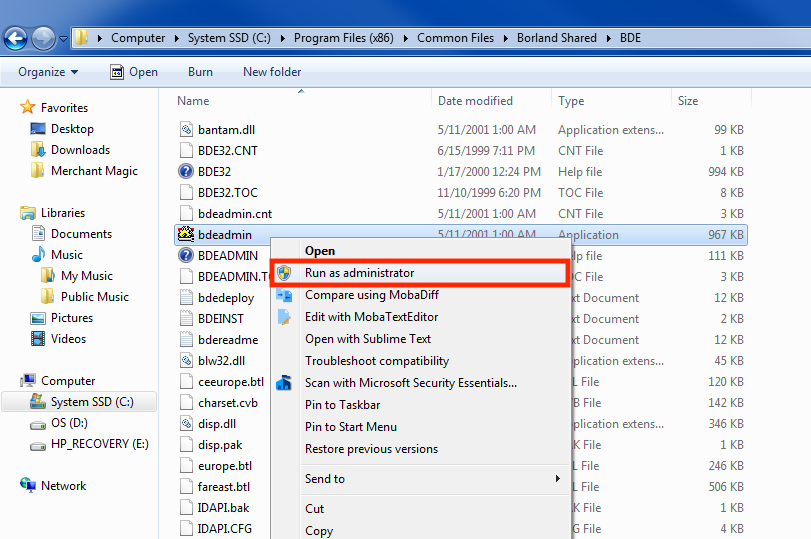 Computer System SSD (C:) Program Files (x86) Common Files Borland Shared BDE
Organize Open Burn New folder
Favorites
Desktop
Downloads
Merchant Magic
Libraries
Documents
Music
My Music
Public Music
Pictures
Videos
Computer
System SSD (C:)
OS (D:)
HP_RECOVERY (E:)
Network
Name Date modified Type Size
bantam.dll 5/11/2001 1:00 AM Application extens... 99 KB
BDE32.CNT 6/15/1999 7:11 PM CNT File 1 KB
BDE32 1/17/2000 12:24 PM Help file 994 KB
BDE32.TOC 11/10/1999 6:20 PM TOC File 8 KB
bdeadmin.cnt 5/11/2001 1:00 AM CNT File 3 KB
bdeadmin 5/11/2001 1:00 AM Application 967 KB
BDEADMIN lp file 111 KB
BDEADMIN.T C File 3 KB
bdedeploy xt Document 12 KB
BDEINST xt Document 2 KB
bdereadme xt Document 12 KB
blw32.dll plication extens... 45 KB
ceeurope.btl L File 120 KB
charset.cvb VB File 142 KB
disp.dll plication extens... 346 KB
disp.pak K File 4 KB
europe.btl L File 246 KB
fareast.btl L File 506 KB
IDAPI.bak K File 2 KB
IDAPI.CFG G File 2 KB
Open
Run as administrator
Compare using MobaDiff
Edit with MobaTextEditor
Open with Sublime Text
Troubleshoot compatibility
Scan with Microsoft Security Essentials...
Pin to Taskbar
Pin to Start Menu
Restore previous versions
Send to
Cut
Copy